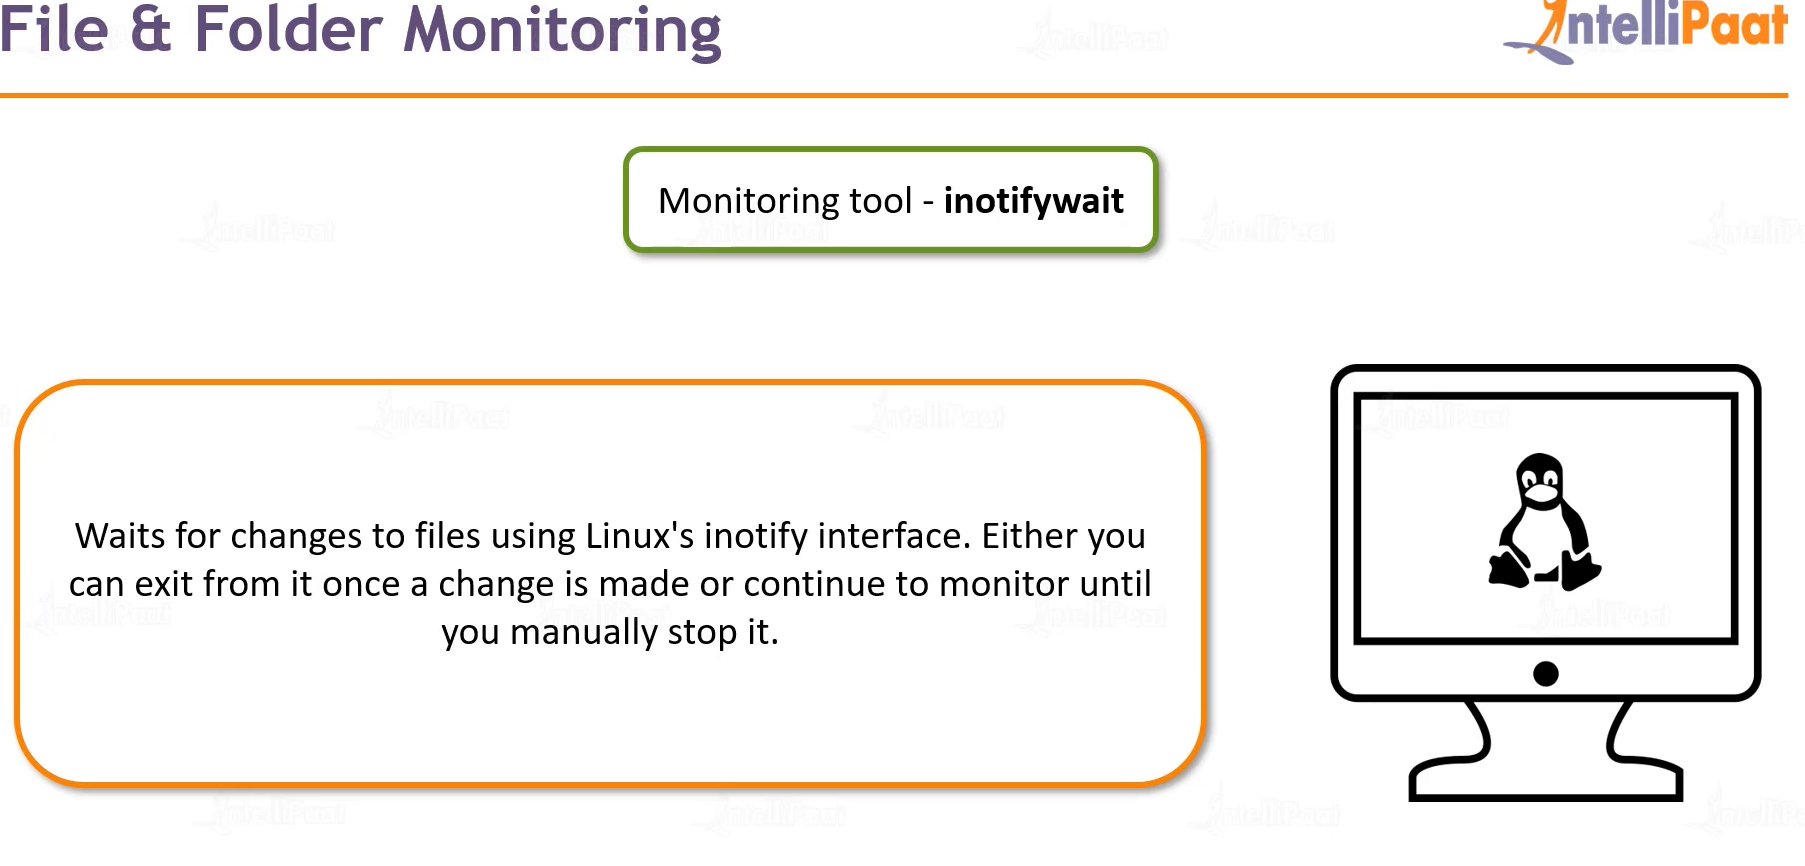 File & Folder Monitoring
IntelliPaat
Monitoring tool - inotifywait
Waits for changes to files using Linux's inotify interface. Either you
can exit from it once a change is made or continue to monitor until
you manually stop it.